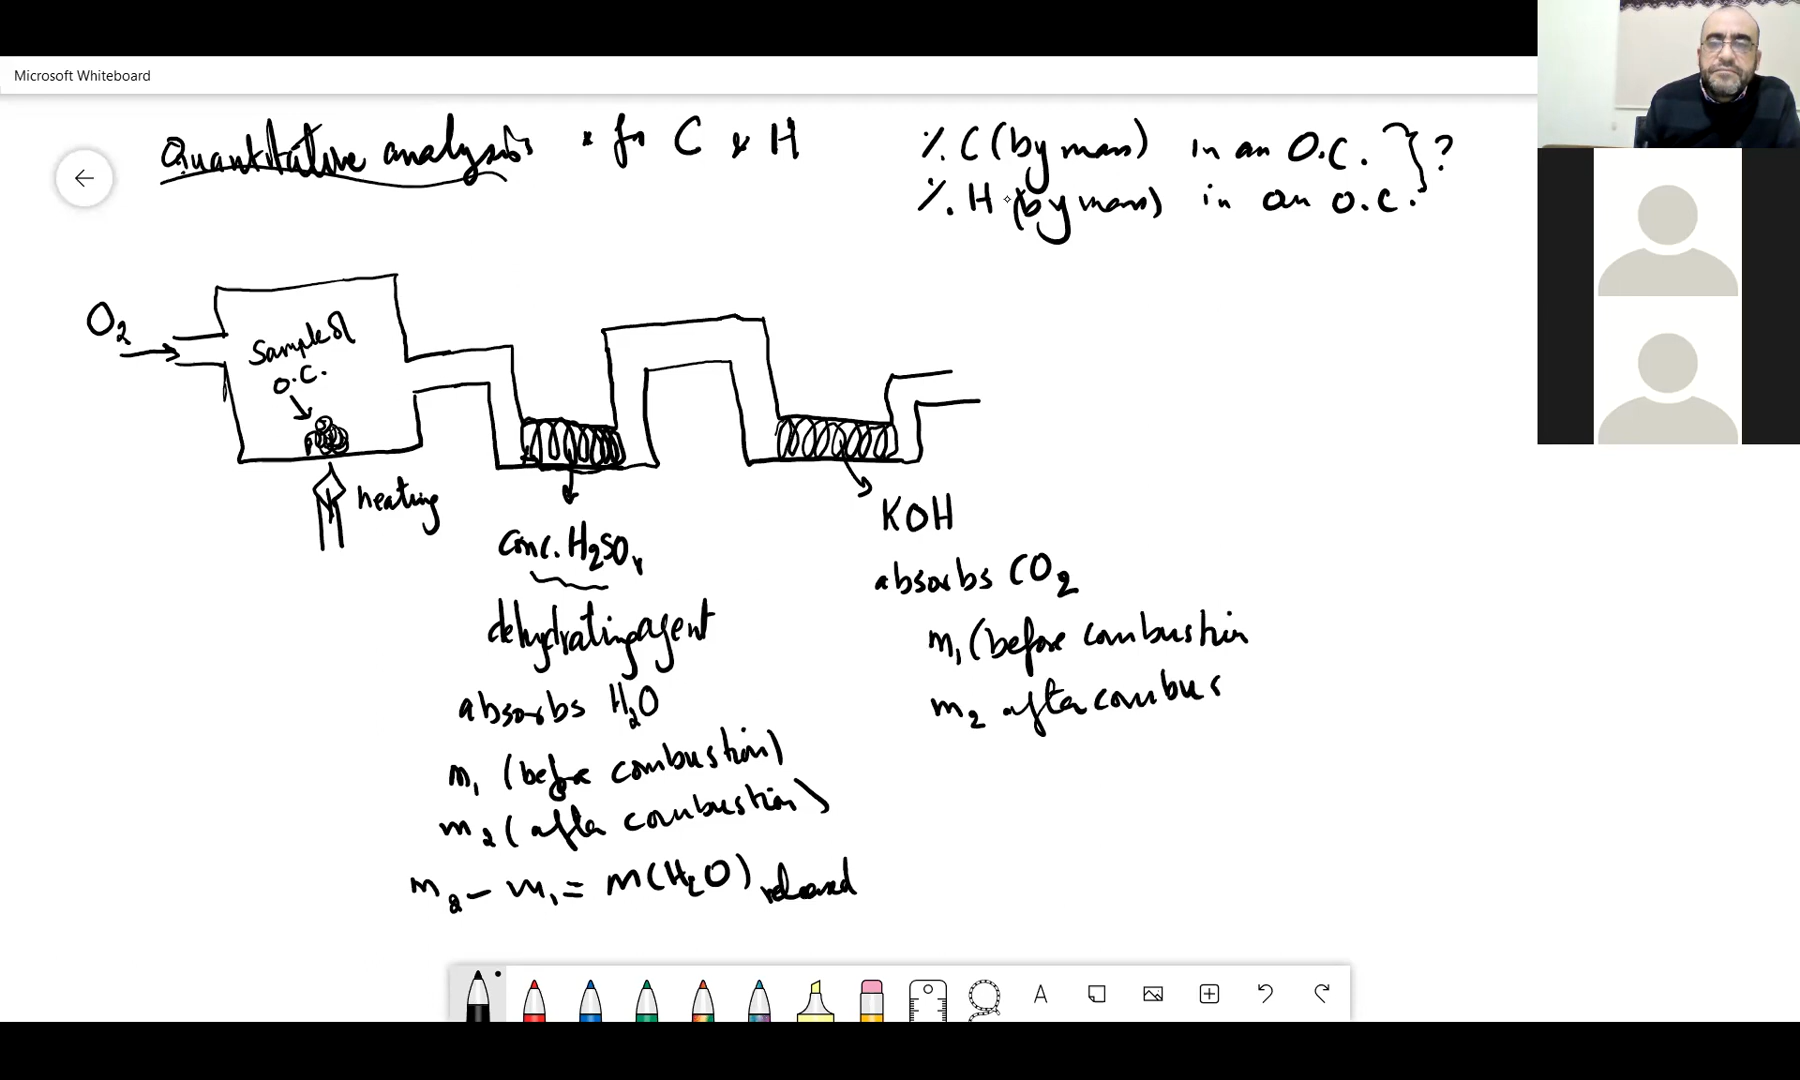 Microsoft Whiteboard
Quantitative analysis * for C & H
% C (by mass) in an O.C. } ?
% H (by mass) in an O.C.
O2
Sample of
O.C.
heating
Conc. H2SO4
dehydrating agent
absorbs H2O
m1 (before combustion)
m2 (after combustion)
m2 - m1 = m(H2O) released
KOH
absorbs CO2
m1 (before combustion
m2 after combus